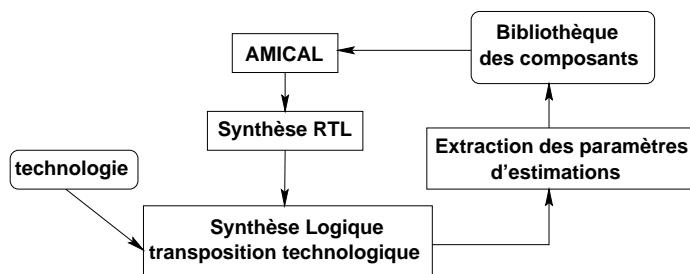 Bibliothèque
des composants
AMICAL
Synthèse RTL
Extraction des paramètres
d'estimations
technologie
Synthèse Logique
transposition technologique